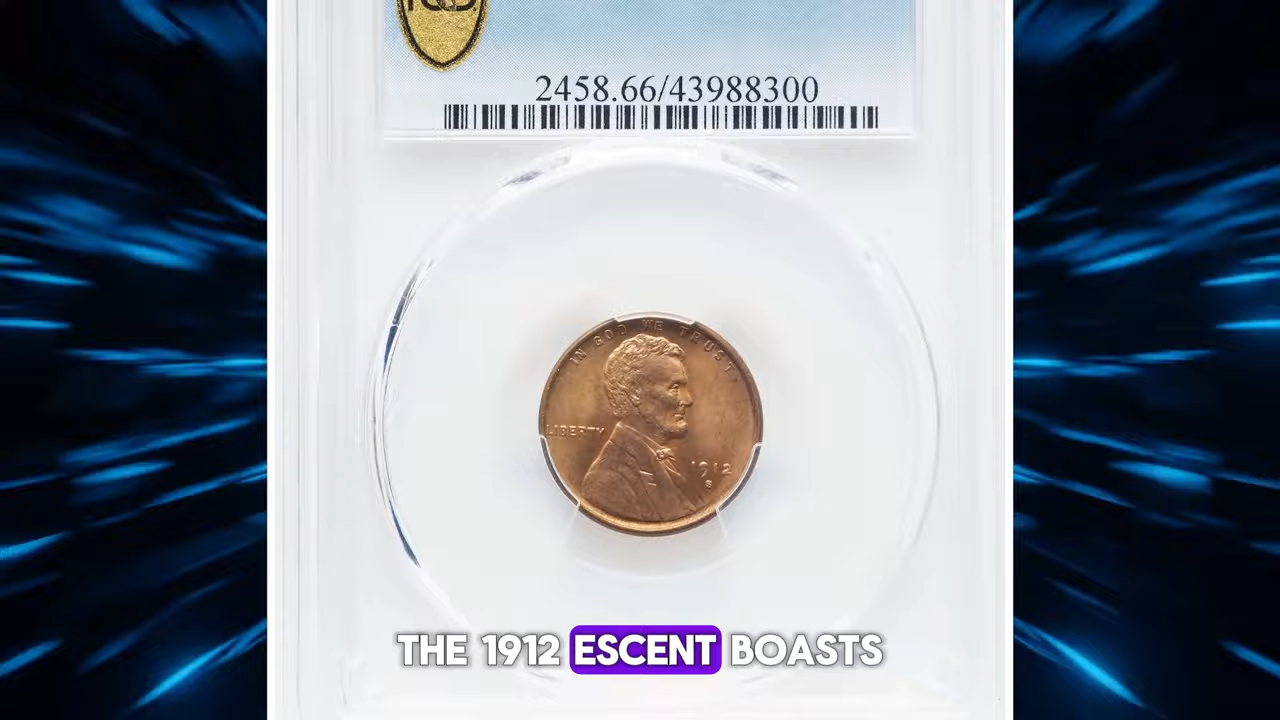 2458.66/43988300
IN GOD WE TRUST
LIBERTY
1912
S
THE 1912 ESCENT BOASTS